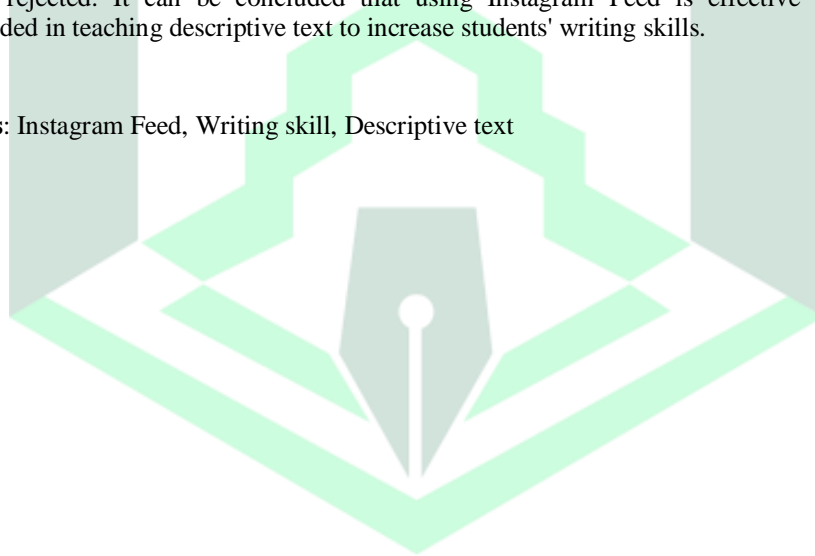 rejected. It can be concluded that using Instagram Feed is effective
ded in teaching descriptive text to increase students' writing skills.
s: Instagram Feed, Writing skill, Descriptive text